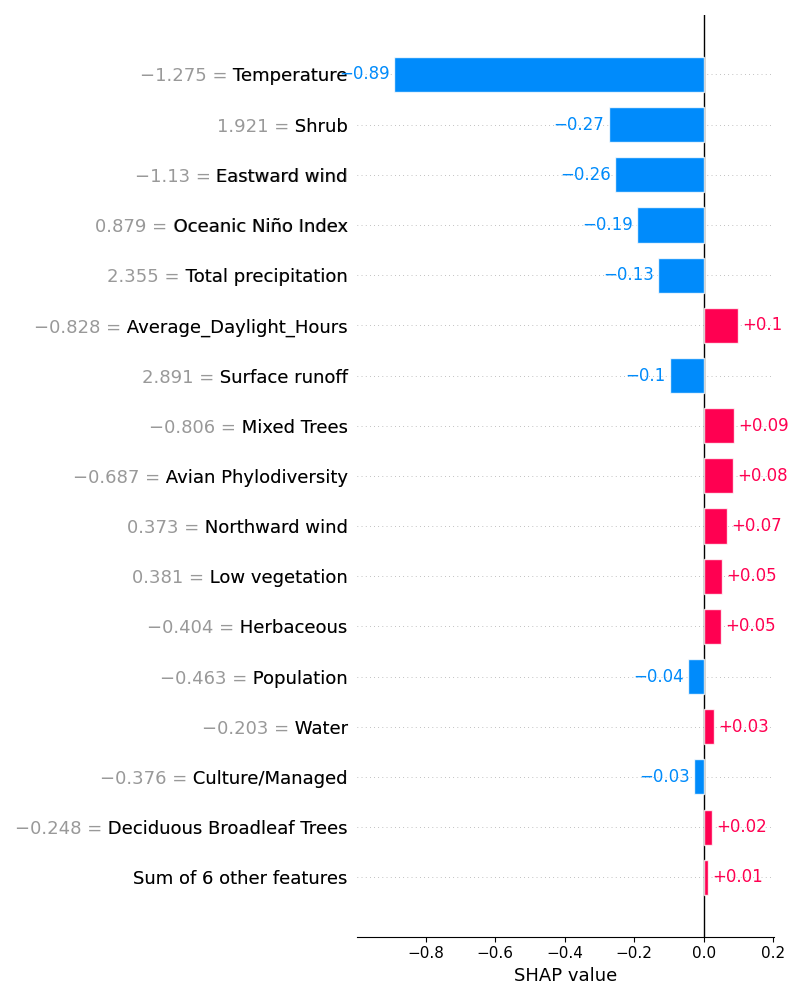 −1.275 = Temperature −0.89
1.921 = Shrub −0.27
−1.13 = Eastward wind −0.26
0.879 = Oceanic Niño Index −0.19
2.355 = Total precipitation −0.13
−0.828 = Average_Daylight_Hours +0.1
2.891 = Surface runoff −0.1
−0.806 = Mixed Trees +0.09
−0.687 = Avian Phylodiversity +0.08
0.373 = Northward wind +0.07
0.381 = Low vegetation +0.05
−0.404 = Herbaceous +0.05
−0.463 = Population −0.04
−0.203 = Water +0.03
−0.376 = Culture/Managed −0.03
−0.248 = Deciduous Broadleaf Trees +0.02
Sum of 6 other features +0.01
−0.8 −0.6 −0.4 −0.2 0.0 0.2
SHAP value